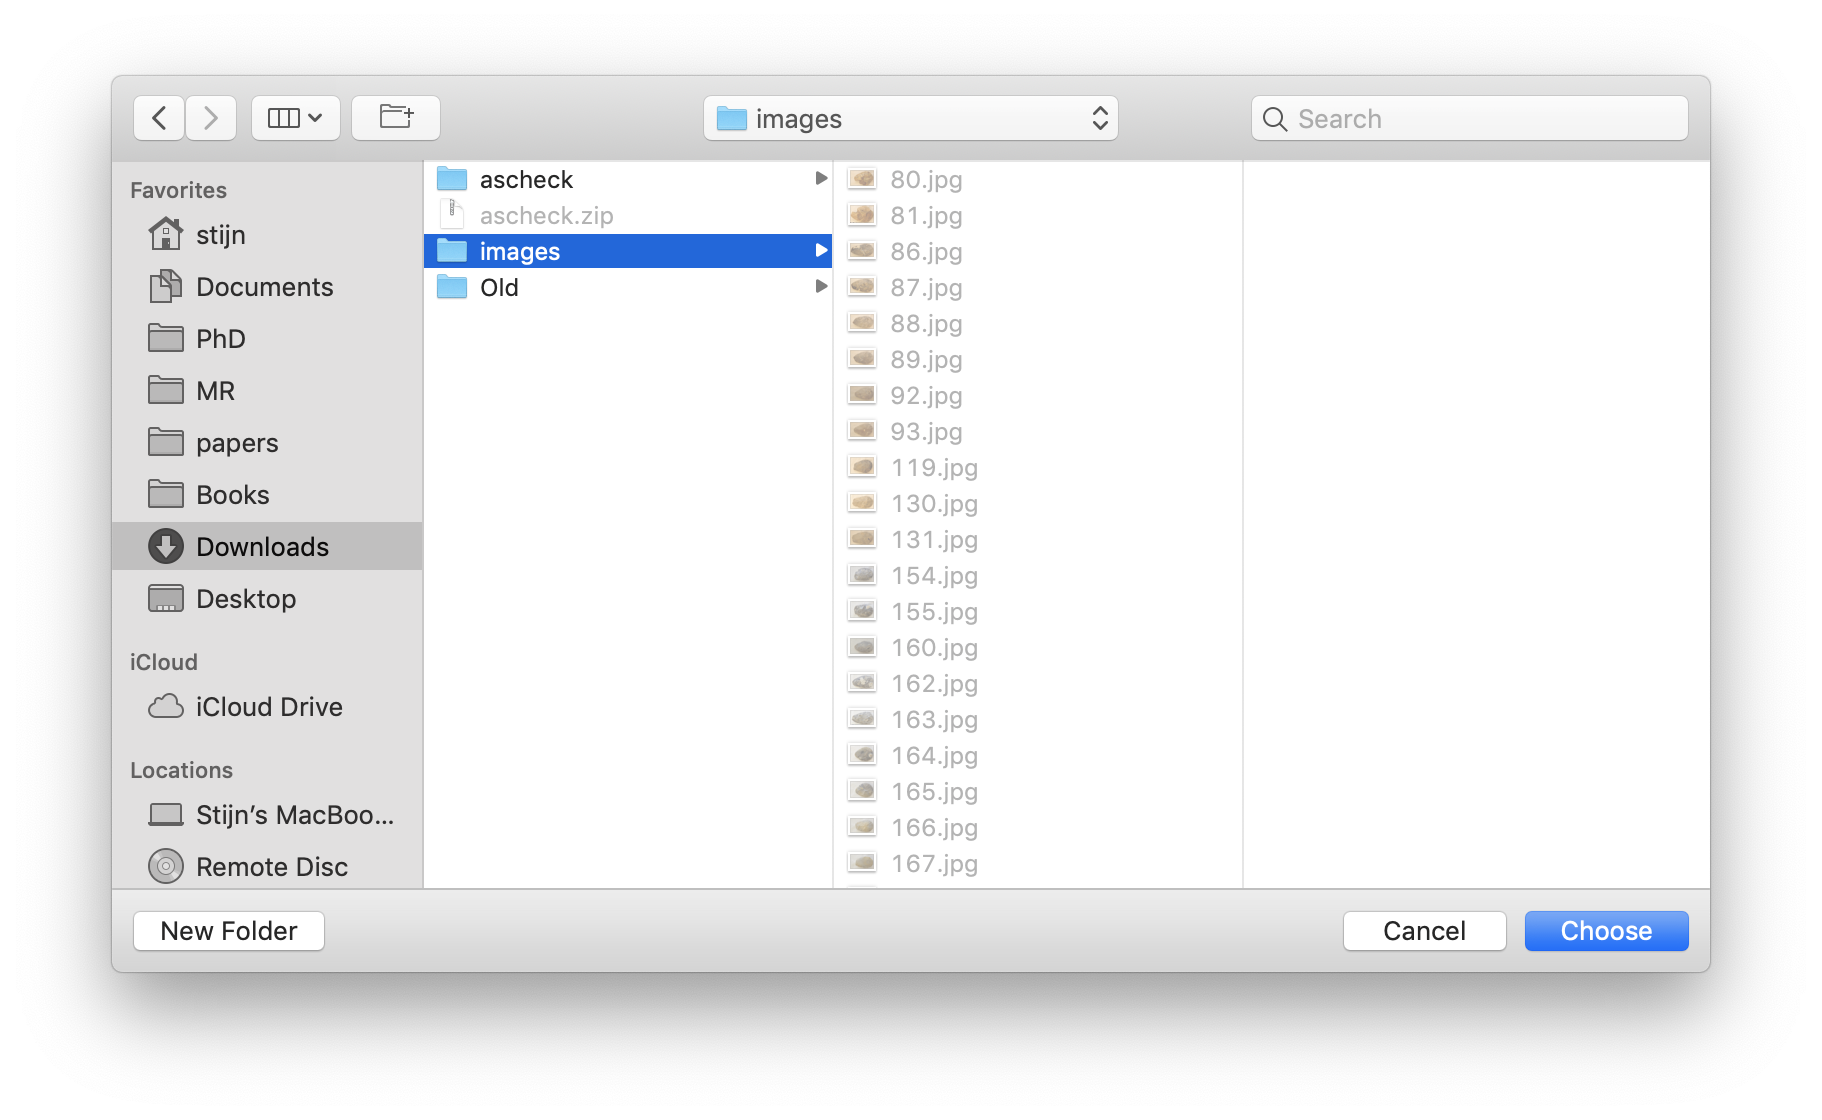 images
Search
Favorites
stijn
Documents
PhD
MR
papers
Books
Downloads
Desktop
iCloud
iCloud Drive
Locations
Stijn’s MacBoo...
Remote Disc
ascheck
ascheck.zip
images
Old
80.jpg
81.jpg
86.jpg
87.jpg
88.jpg
89.jpg
92.jpg
93.jpg
119.jpg
130.jpg
131.jpg
154.jpg
155.jpg
160.jpg
162.jpg
163.jpg
164.jpg
165.jpg
166.jpg
167.jpg
New Folder
Cancel
Choose